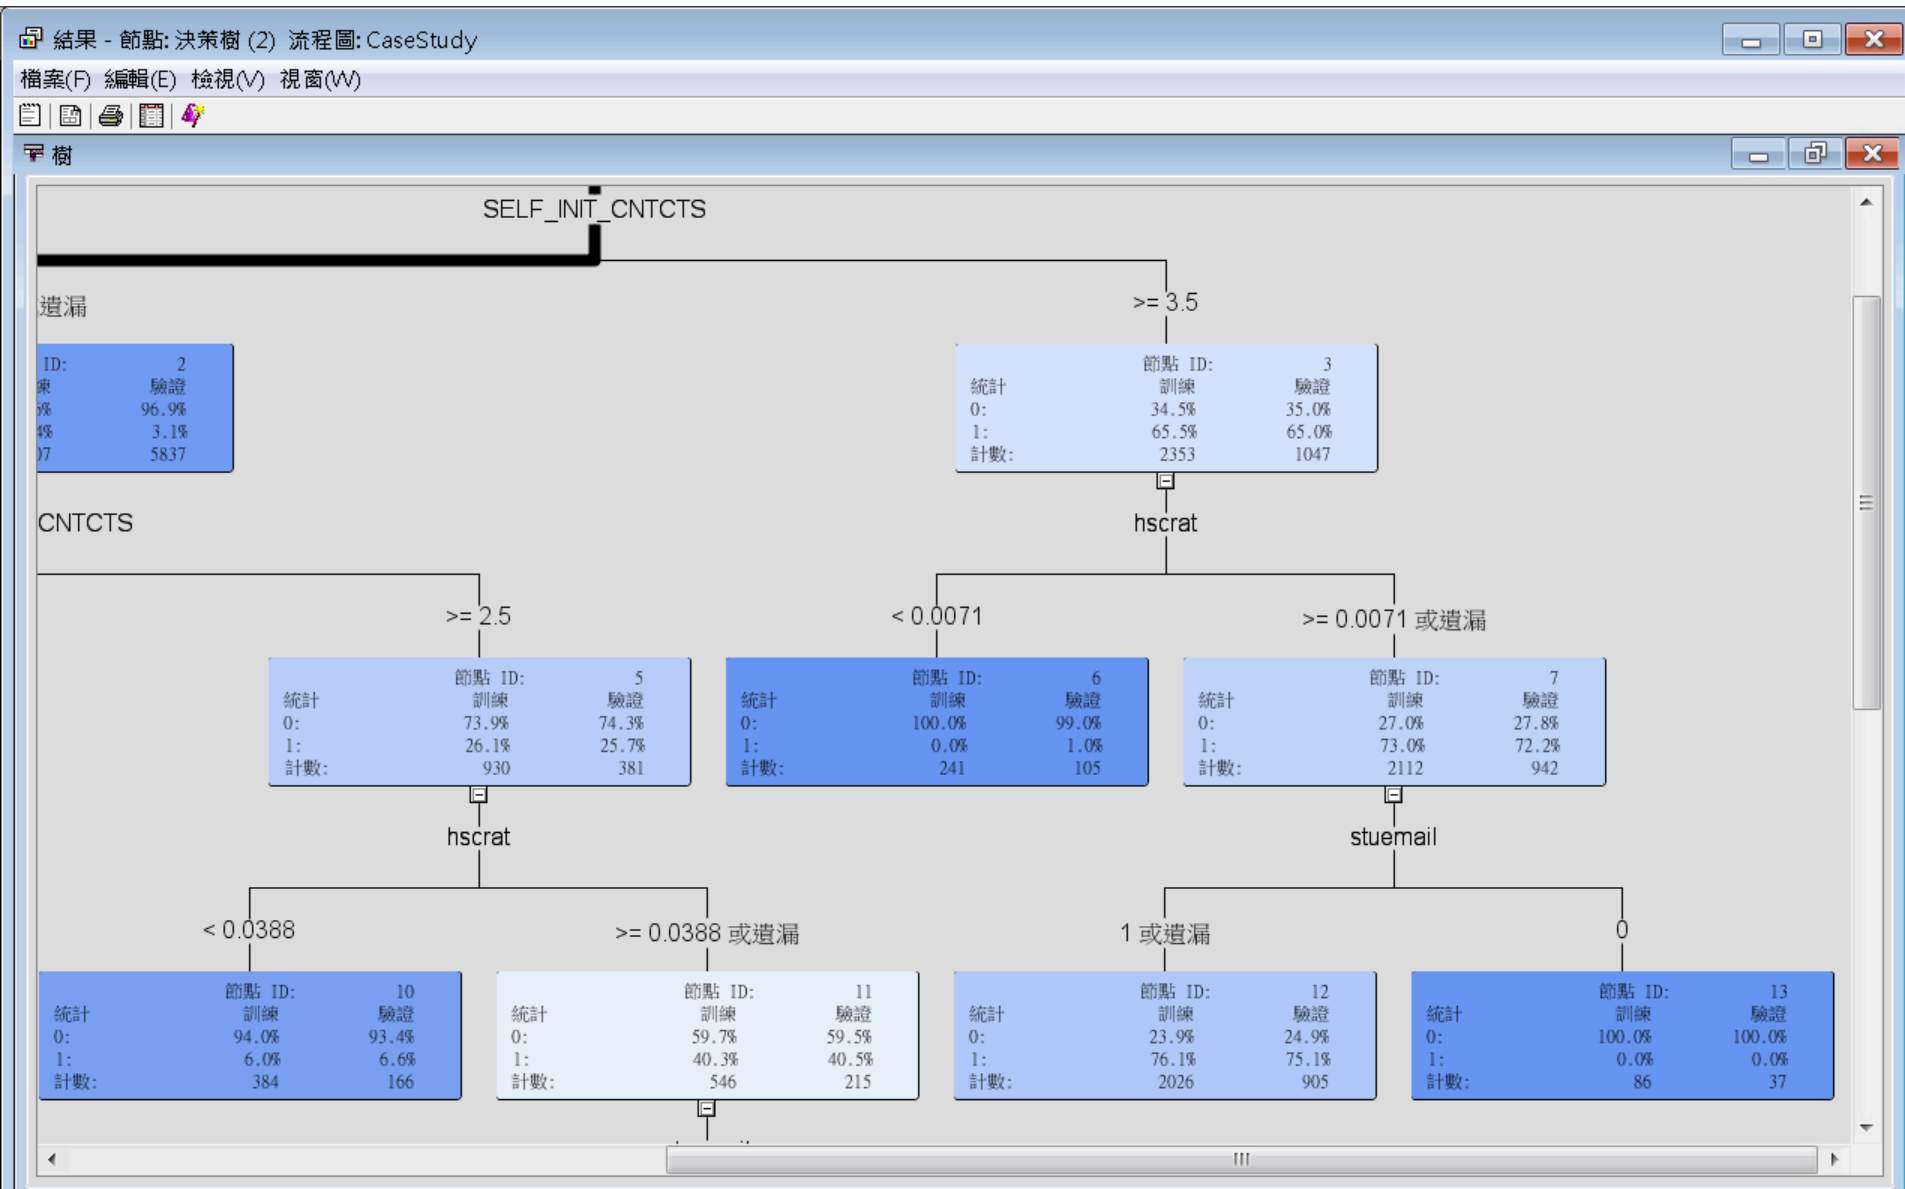 結果 - 節點: 決策樹 (2) 流程圖: CaseStudy
檔案(F) 編輯(E) 檢視(V) 視窗(W)
樹
SELF_INIT_CNTCTS
遺漏
>= 3.5
ID: 2
練 驗證
5% 96.9%
4% 3.1%
07 5837
節點 ID: 3
統計 訓練 驗證
0: 34.5% 35.0%
1: 65.5% 65.0%
計數: 2353 1047
CNTCTS
hscrat
>= 2.5
< 0.0071
>= 0.0071 或遺漏
節點 ID: 5
統計 訓練 驗證
0: 73.9% 74.3%
1: 26.1% 25.7%
計數: 930 381
節點 ID: 6
統計 訓練 驗證
0: 100.0% 99.0%
1: 0.0% 1.0%
計數: 241 105
節點 ID: 7
統計 訓練 驗證
0: 27.0% 27.8%
1: 73.0% 72.2%
計數: 2112 942
hscrat
stuemail
< 0.0388
>= 0.0388 或遺漏
1 或遺漏
0
節點 ID: 10
統計 訓練 驗證
0: 94.0% 93.4%
1: 6.0% 6.6%
計數: 384 166
節點 ID: 11
統計 訓練 驗證
0: 59.7% 59.5%
1: 40.3% 40.5%
計數: 546 215
節點 ID: 12
統計 訓練 驗證
0: 23.9% 24.9%
1: 76.1% 75.1%
計數: 2026 905
節點 ID: 13
統計 訓練 驗證
0: 100.0% 100.0%
1: 0.0% 0.0%
計數: 86 37